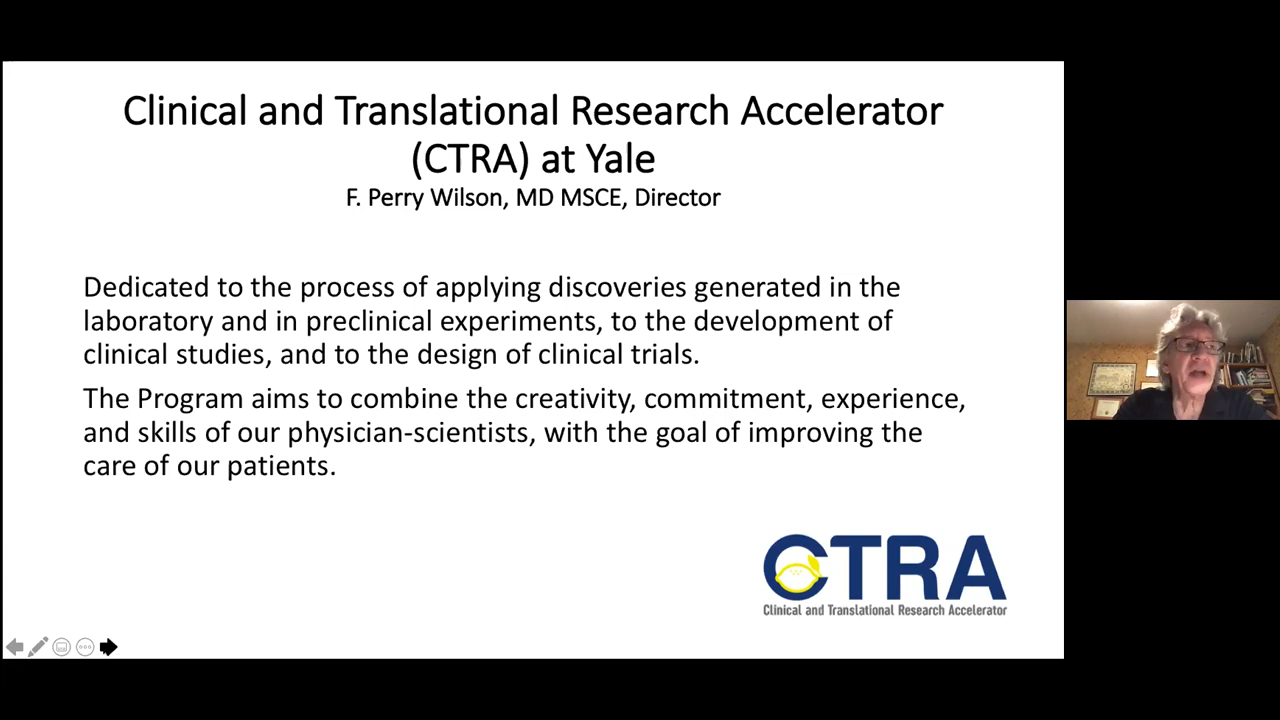 Clinical and Translational Research Accelerator
(CTRA) at Yale
F. Perry Wilson, MD MSCE, Director
Dedicated to the process of applying discoveries generated in the
laboratory and in preclinical experiments, to the development of
clinical studies, and to the design of clinical trials.
The Program aims to combine the creativity, commitment, experience,
and skills of our physician-scientists, with the goal of improving the
care of our patients.
CTRA
Clinical and Translational Research Accelerator